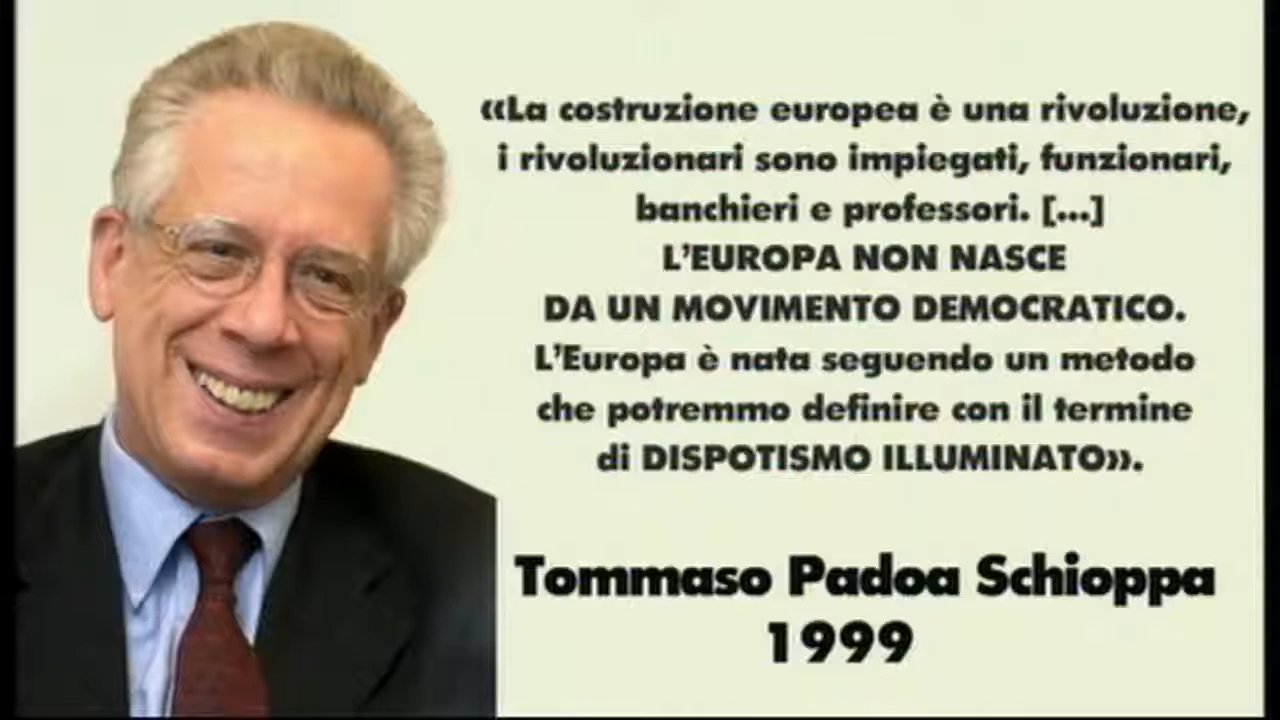 «La costruzione europea è una rivoluzione,
i rivoluzionari sono impiegati, funzionari,
banchieri e professori. [...]
L'EUROPA NON NASCE
DA UN MOVIMENTO DEMOCRATICO.
L'Europa è nata seguendo un metodo
che potremmo definire con il termine
di DISPOTISMO ILLUMINATO».
Tommaso Padoa Schioppa
1999